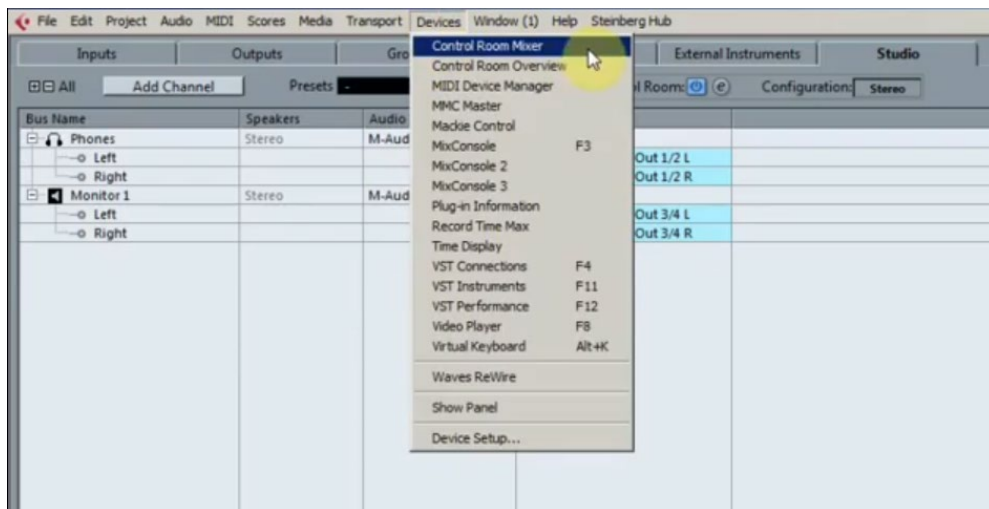 File Edit Project Audio MIDI Scores Media Transport Devices Window (1) Help Steinberg Hub
Inputs Outputs Gro External Instruments Studio
All Add Channel Presets - l Room: e Configuration: Stereo
Bus Name Speakers Audio
Phones Stereo M-Aud
Left Out 1/2 L
Right Out 1/2 R
Monitor 1 Stereo M-Aud
Left Out 3/4 L
Right Out 3/4 R
Control Room Mixer
Control Room Overview
MIDI Device Manager
MMC Master
Mackie Control
MixConsole F3
MixConsole 2
MixConsole 3
Plug-in Information
Record Time Max
Time Display
VST Connections F4
VST Instruments F11
VST Performance F12
Video Player F8
Virtual Keyboard Alt+K
Waves ReWire
Show Panel
Device Setup...